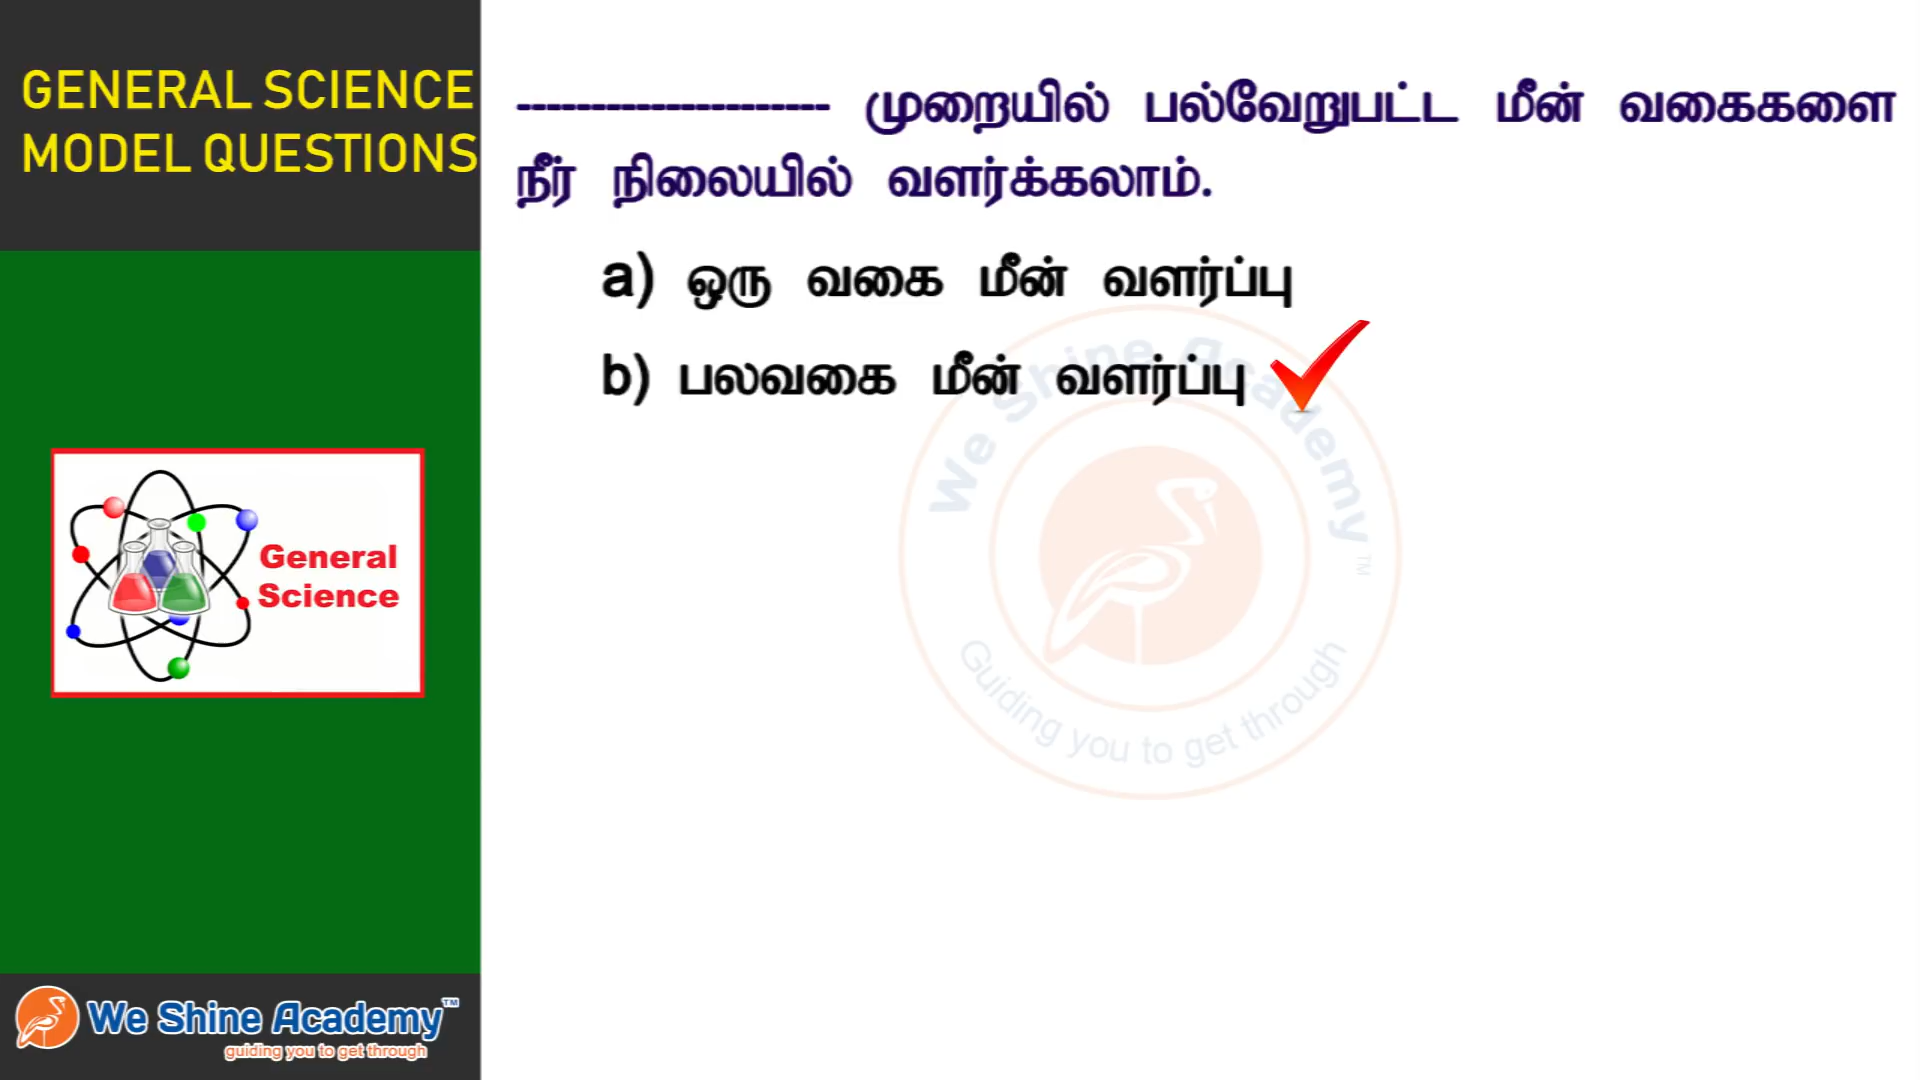 GENERAL SCIENCE
MODEL QUESTIONS
General
Science
We Shine Academy™
guiding you to get through
--------------------- முறையில் பல்வேறுபட்ட மீன் வகைகளை
நீர் நிலையில் வளர்க்கலாம்.
a) ஒரு வகை மீன் வளர்ப்பு
b) பலவகை மீன் வளர்ப்பு
We Shine Academy™
Guiding you to get through